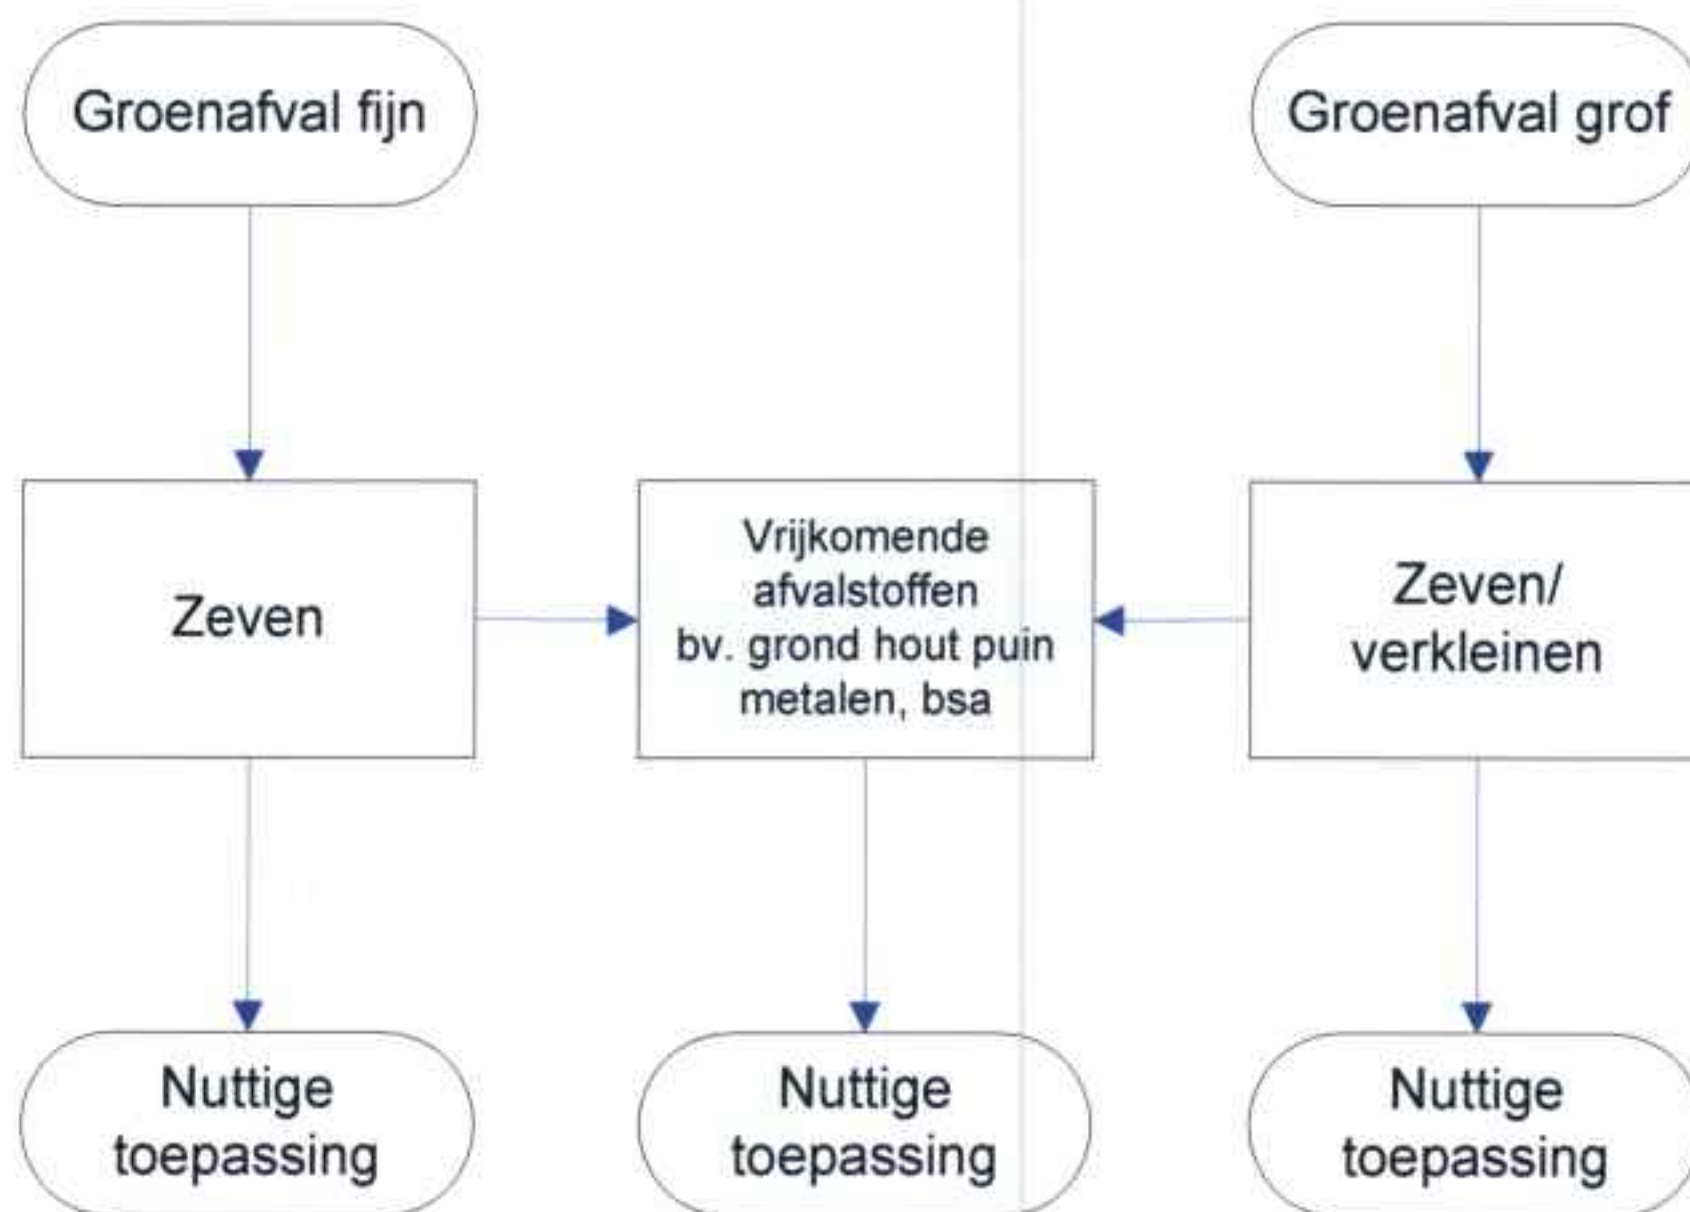 Groenafval fijn
Groenafval grof
Zeven
Vrijkomende
afvalstoffen
bv. grond hout puin
metalen, bsa
Zeven/
verkleinen
Nuttige
toepassing
Nuttige
toepassing
Nuttige
toepassing